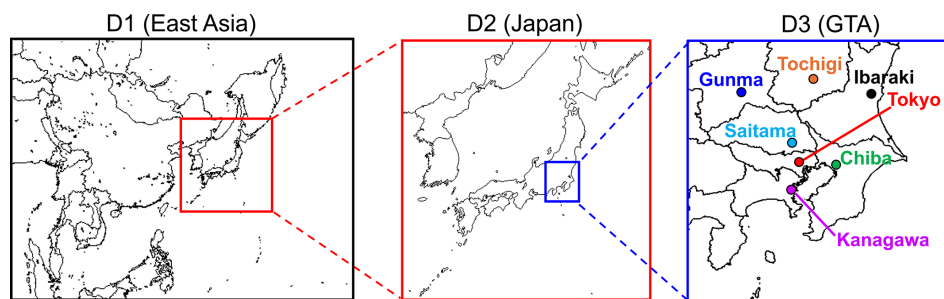 D1 (East Asia)
D2 (Japan)
D3 (GTA)
Tochigi
Gunma
Ibaraki
Tokyo
Saitama
Chiba
Kanagawa